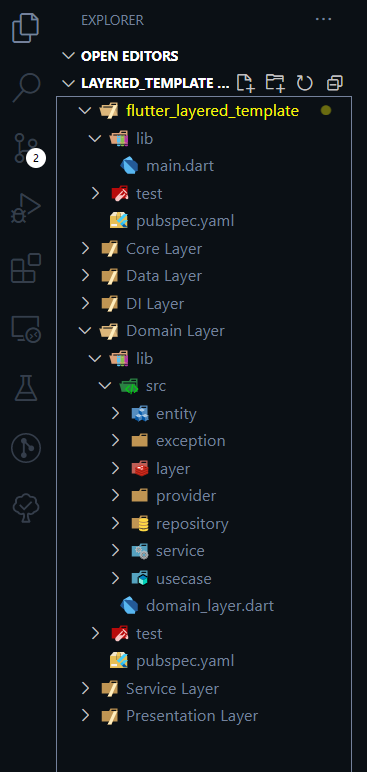 EXPLORER
OPEN EDITORS
LAYERED_TEMPLATE ...
flutter_layered_template
lib
main.dart
test
pubspec.yaml
Core Layer
Data Layer
DI Layer
Domain Layer
lib
src
entity
exception
layer
provider
repository
service
usecase
domain_layer.dart
test
pubspec.yaml
Service Layer
Presentation Layer
2